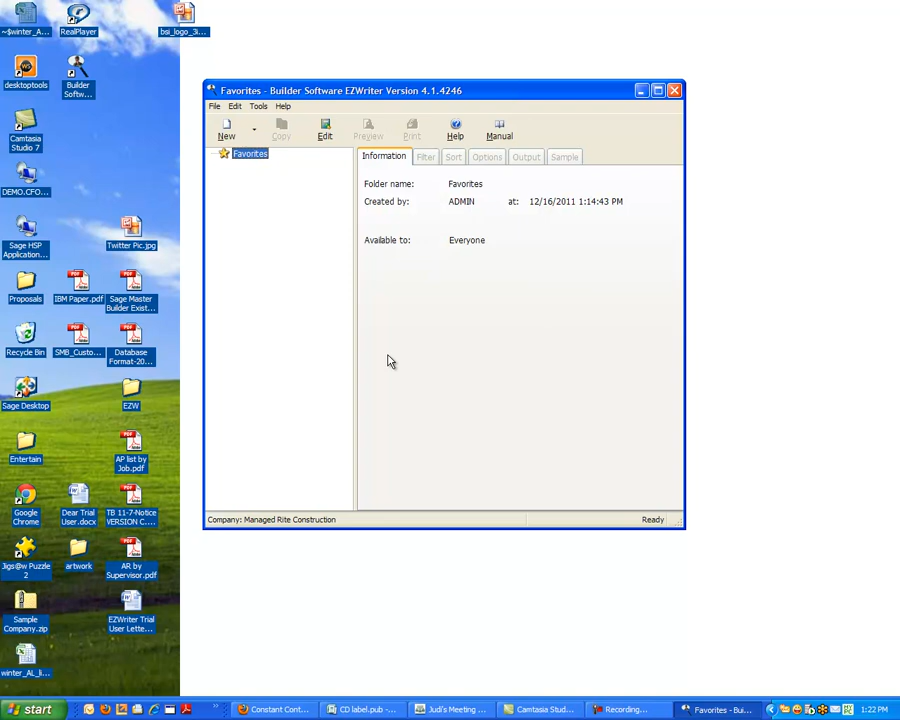 ~$winter_A...
RealPlayer
bsi_logo_3i...
desktoptools
Builder
Softw...
Camtasia
Studio 7
DEMO.CFO...
Sage HSP
Application...
Twitter Pic.jpg
Proposals
IBM Paper.pdf
Sage Master
Builder Exist...
Recycle Bin
SMB_Custo...
Database
Format-20...
Sage Desktop
EZW
Entertain
AP list by
Job.pdf
Google
Chrome
Dear Trial
User.docx
TB 11-7-Notice
VERSION C....
Jigs@w Puzzle
2
artwork
AR by
Supervisor.pdf
Sample
Company.zip
EZWriter Trial
User Lette...
winter_AL_li...
Favorites - Builder Software EZWriter Version 4.1.4246
File Edit Tools Help
New Copy Edit Preview Print Help Manual
Favorites
Information Filter Sort Options Output Sample
Folder name: Favorites
Created by: ADMIN at: 12/16/2011 1:14:43 PM
Available to: Everyone
Company: Managed Rite Construction Ready
start Constant Cont... CD label.pub -... Judi's Meeting ... Camtasia Stud... Recording... Favorites - Bui... 1:22 PM